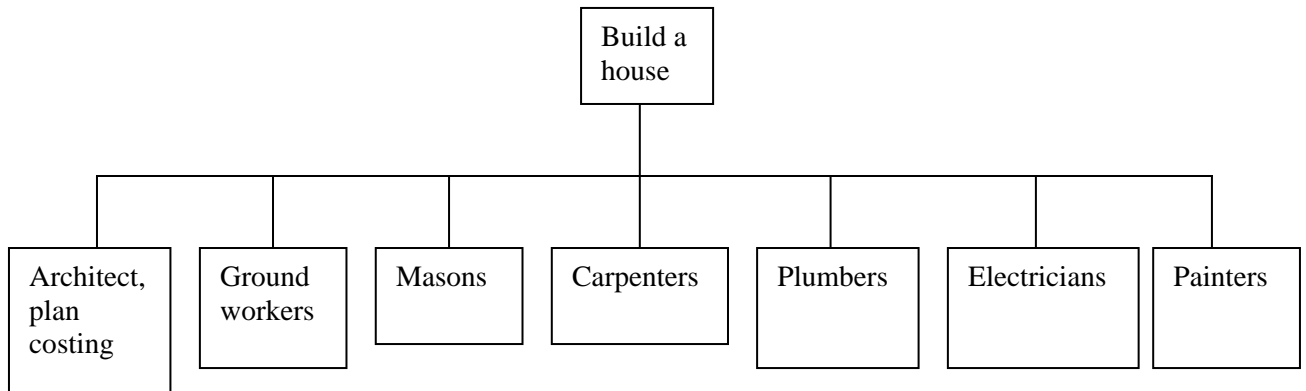 Build a
house
Architect,
plan
costing
Ground
workers
Masons
Carpenters
Plumbers
Electricians
Painters